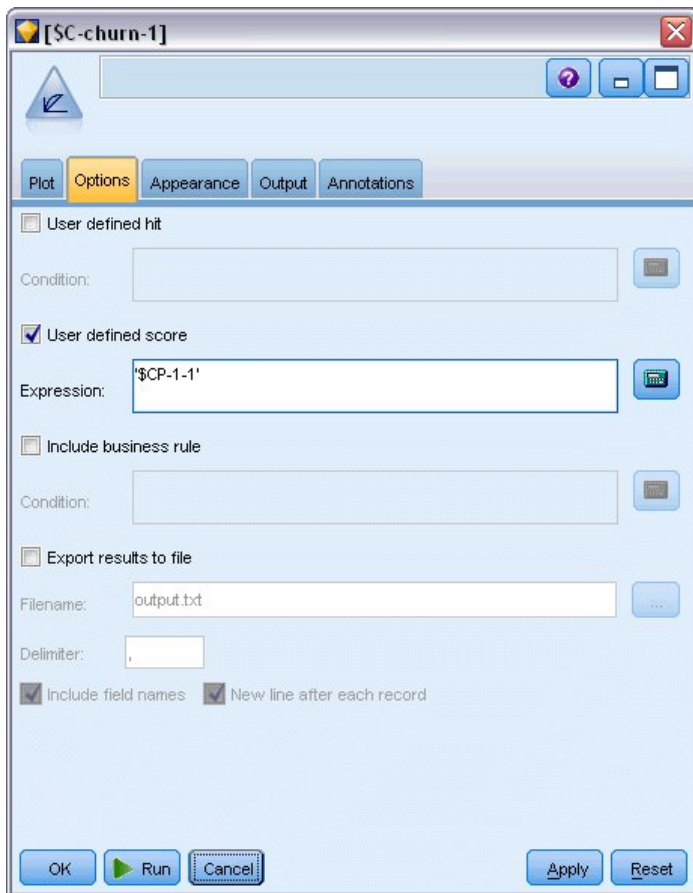 [$C-churn-1]
?
Plot Options Appearance Output Annotations
User defined hit
Condition:
User defined score
Expression: '$CP-1-1'
Include business rule
Condition:
Export results to file
Filename: output.txt ...
Delimiter: ,
Include field names New line after each record
OK Run Cancel Apply Reset